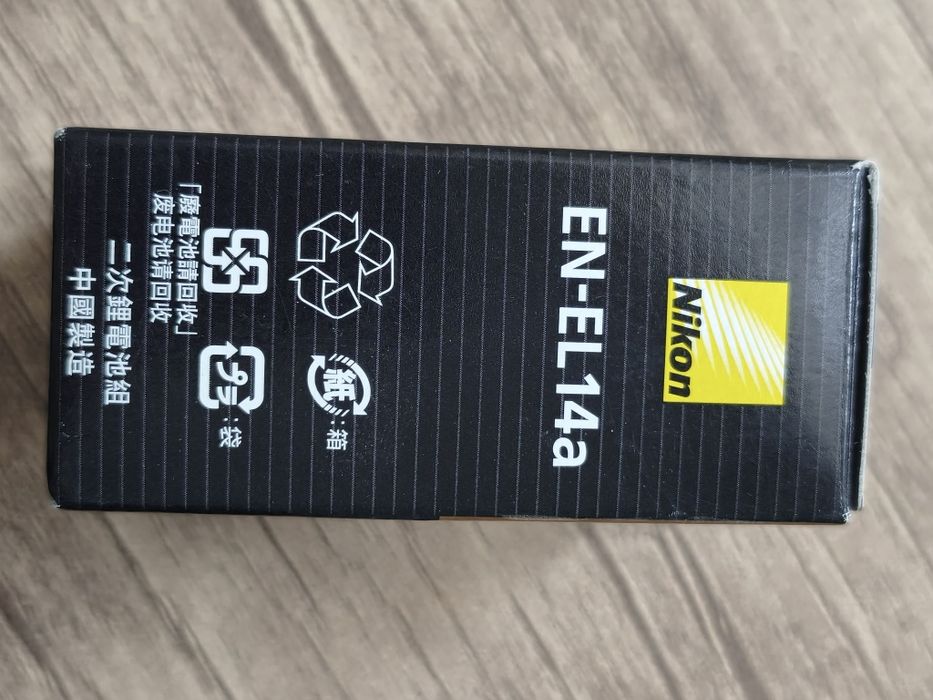 Nikon
EN-EL14a
紙:箱
プラ:袋
「廢電池請回收」
废电池请回收
二次鋰電池組
中國製造